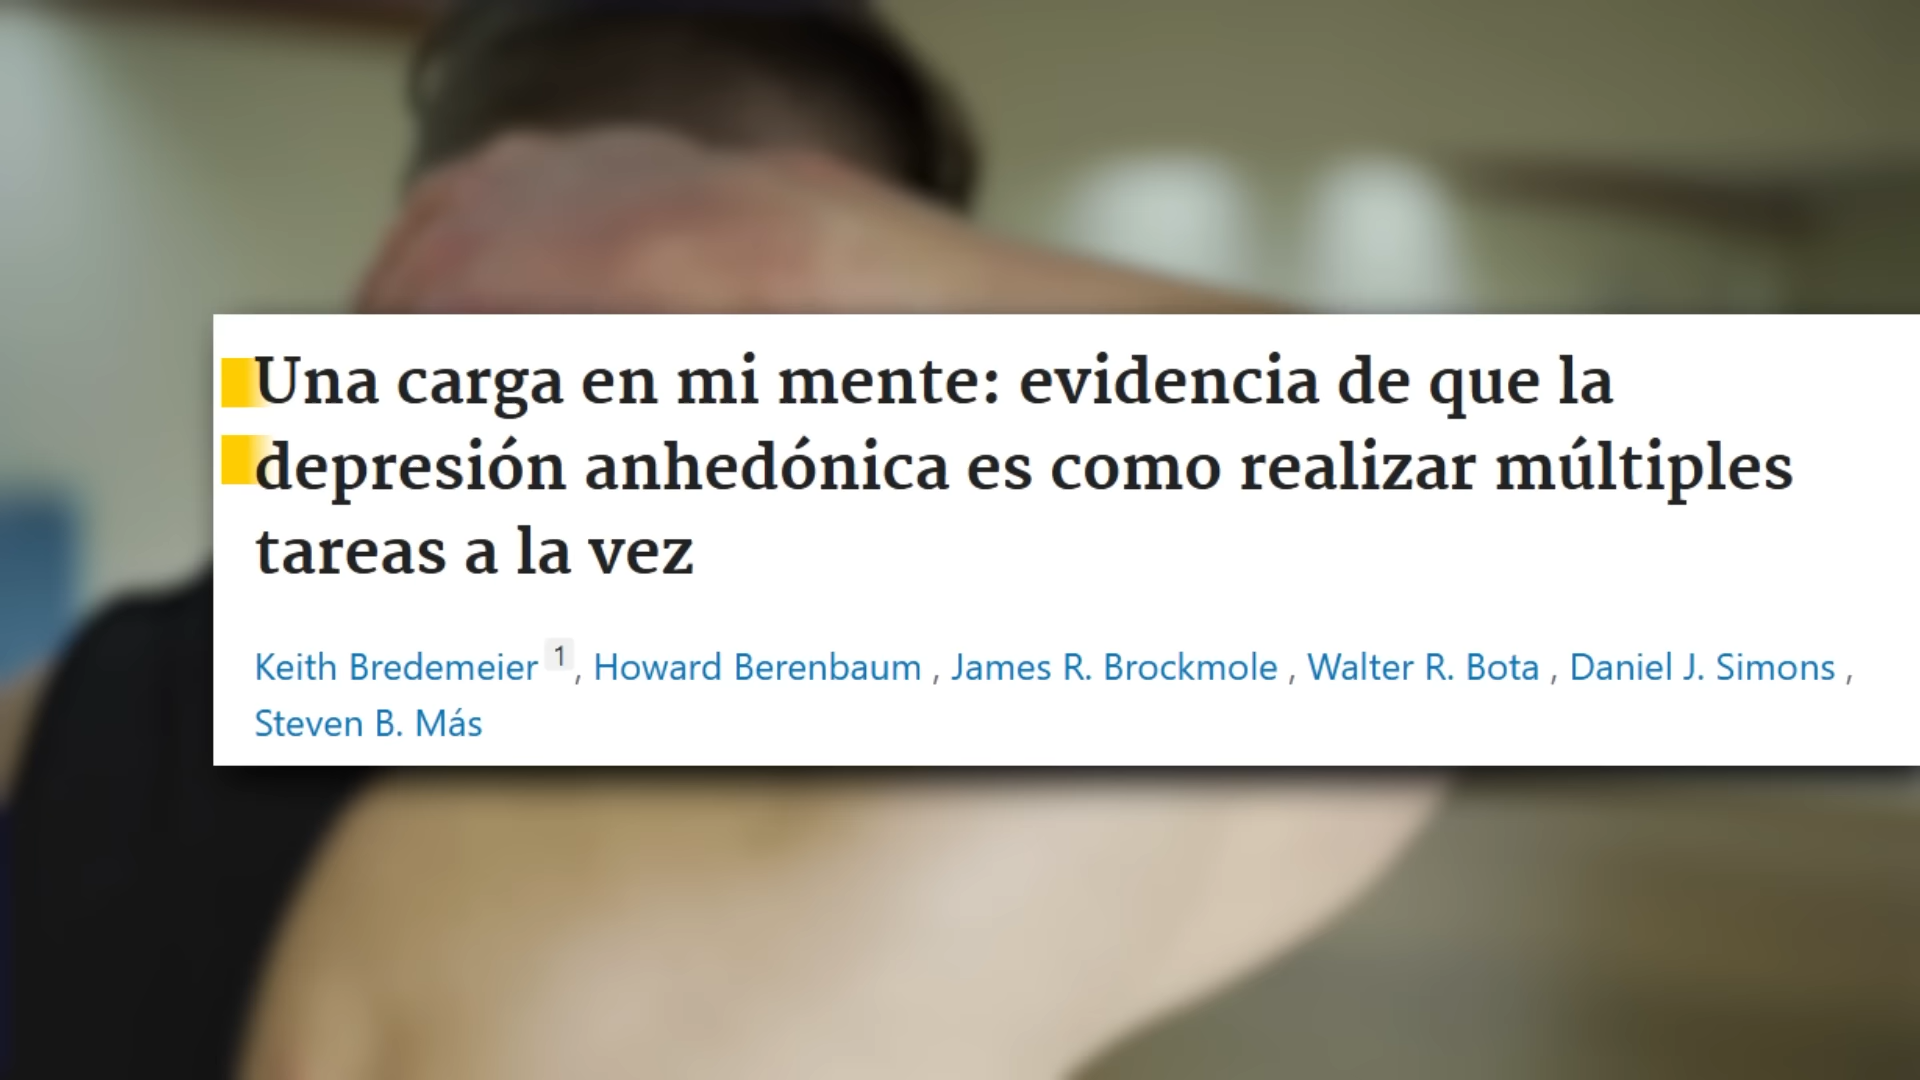 Una carga en mi mente: evidencia de que la
depresión anhedónica es como realizar múltiples
tareas a la vez
Keith Bredemeier 1 , Howard Berenbaum , James R. Brockmole , Walter R. Bota , Daniel J. Simons ,
Steven B. Más